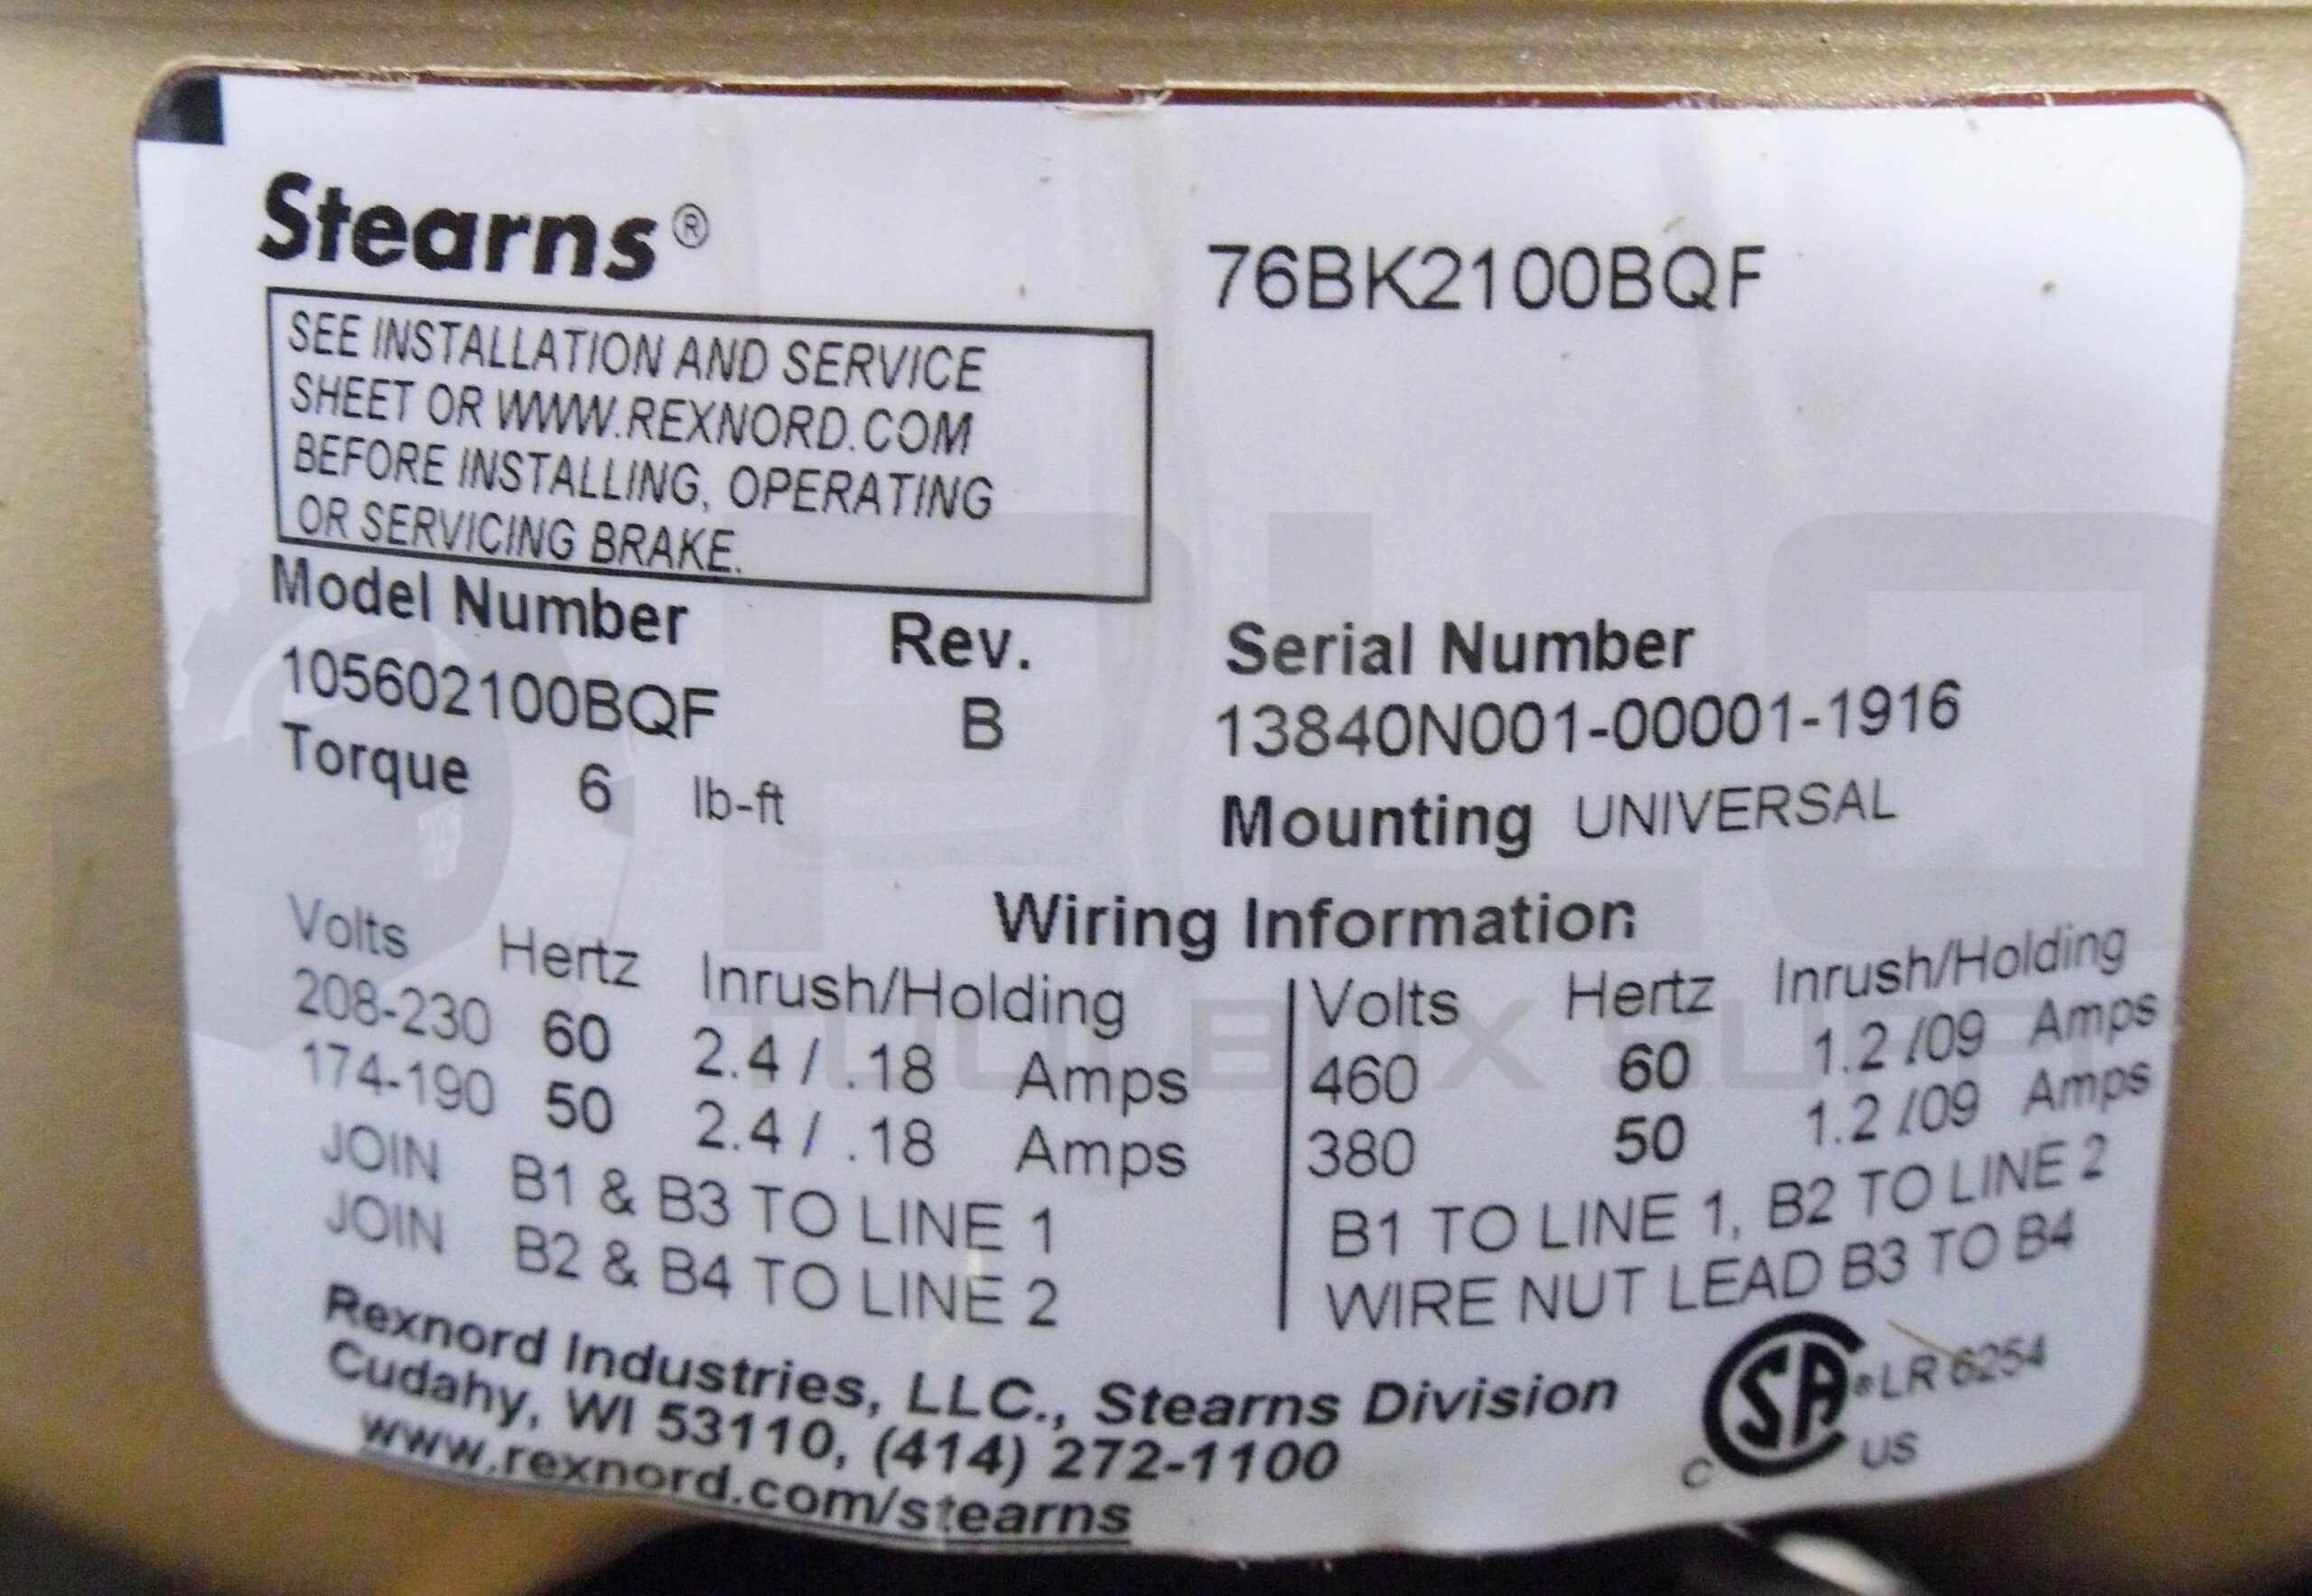 Stearns®
76BK2100BQF
SEE INSTALLATION AND SERVICE
SHEET OR WWW.REXNORD.COM
BEFORE INSTALLING, OPERATING
OR SERVICING BRAKE.
Model Number Rev. Serial Number
105602100BQF B 13840N001-00001-1916
Torque 6 lb-ft Mounting UNIVERSAL
Wiring Information
Volts Hertz Inrush/Holding
208-230 60 2.4 / .18 Amps
174-190 50 2.4 / .18 Amps
JOIN B1 & B3 TO LINE 1
JOIN B2 & B4 TO LINE 2
Volts Hertz Inrush/Holding
460 60 1.2 /09 Amps
380 50 1.2 /09 Amps
B1 TO LINE 1, B2 TO LINE 2
WIRE NUT LEAD B3 TO B4
Rexnord Industries, LLC., Stearns Division
Cudahy, WI 53110, (414) 272-1100
www.rexnord.com/stearns
C SA® US LR 6254
PLC